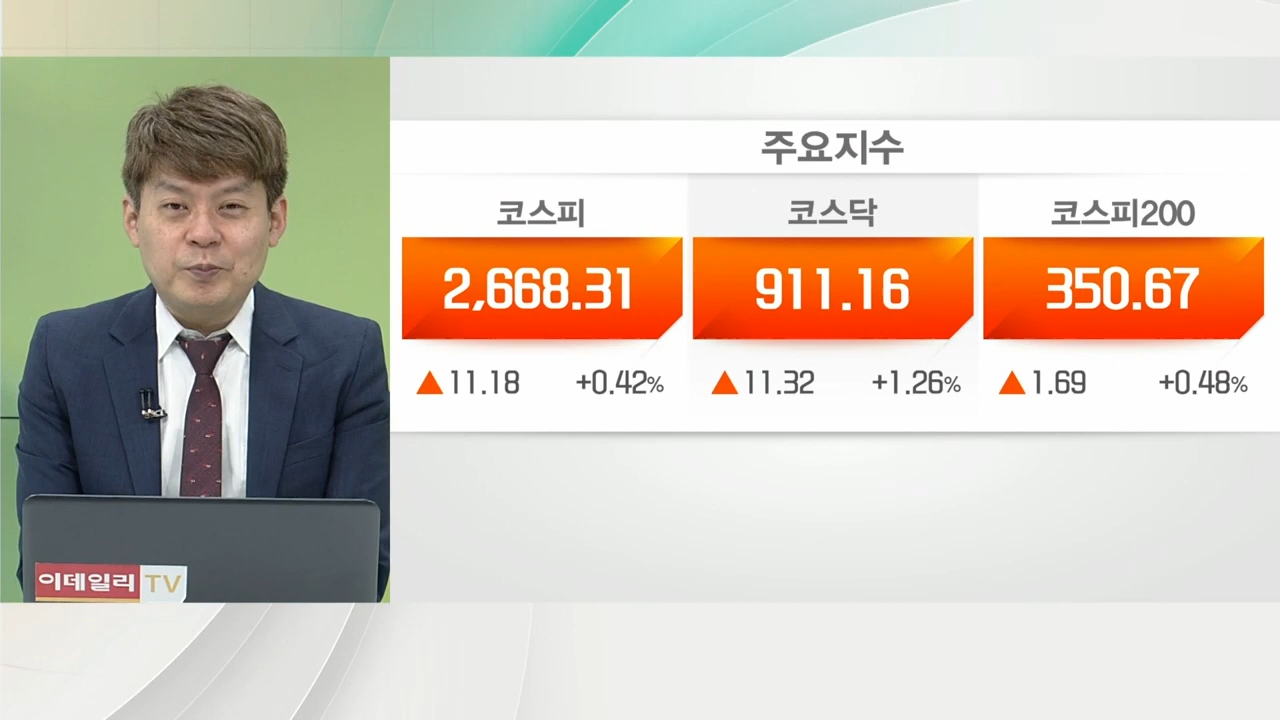 주요지수
코스피 코스닥 코스피200
2,668.31 911.16 350.67
▲11.18 +0.42% ▲11.32 +1.26% ▲1.69 +0.48%
이데일리 TV